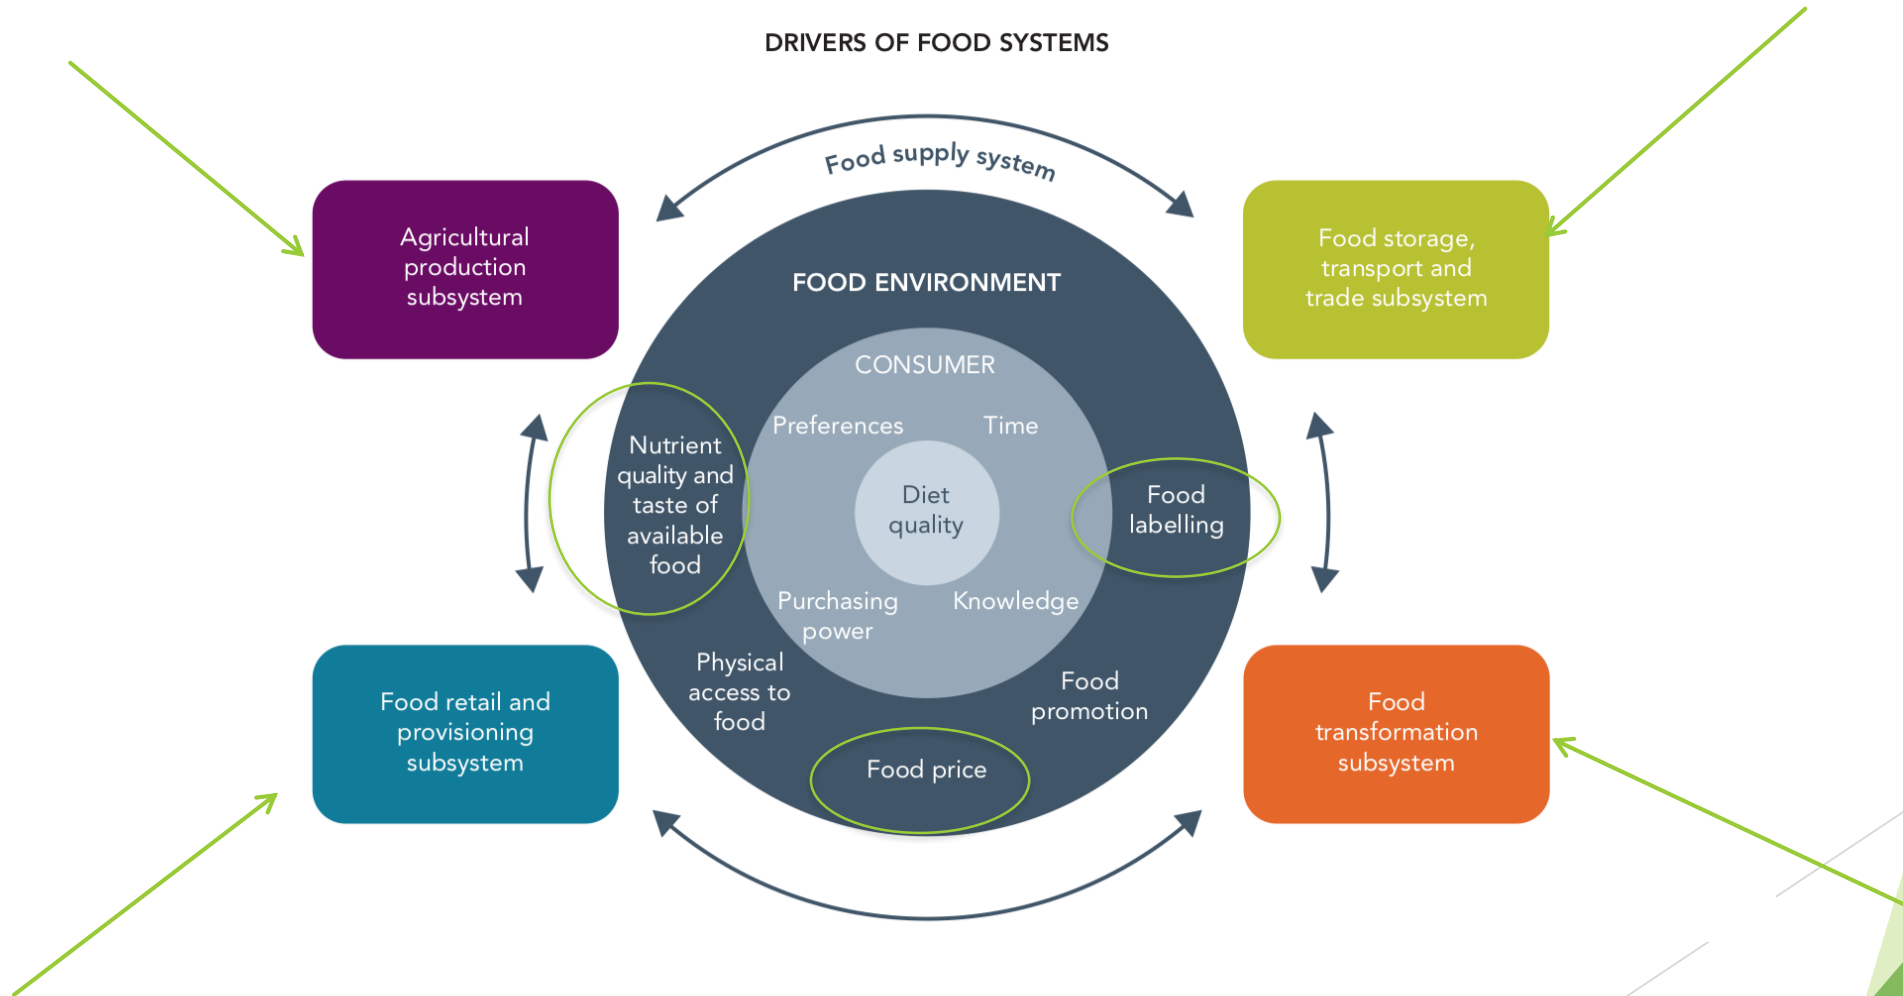 DRIVERS OF FOOD SYSTEMS
Food supply system
Agricultural
production
subsystem
Food storage,
transport and
trade subsystem
FOOD ENVIRONMENT
CONSUMER
Preferences
Time
Nutrient
quality and
taste of
available
food
Diet
quality
Food
labelling
Purchasing
power
Knowledge
Physical
access to
food
Food
promotion
Food price
Food retail and
provisioning
subsystem
Food
transformation
subsystem